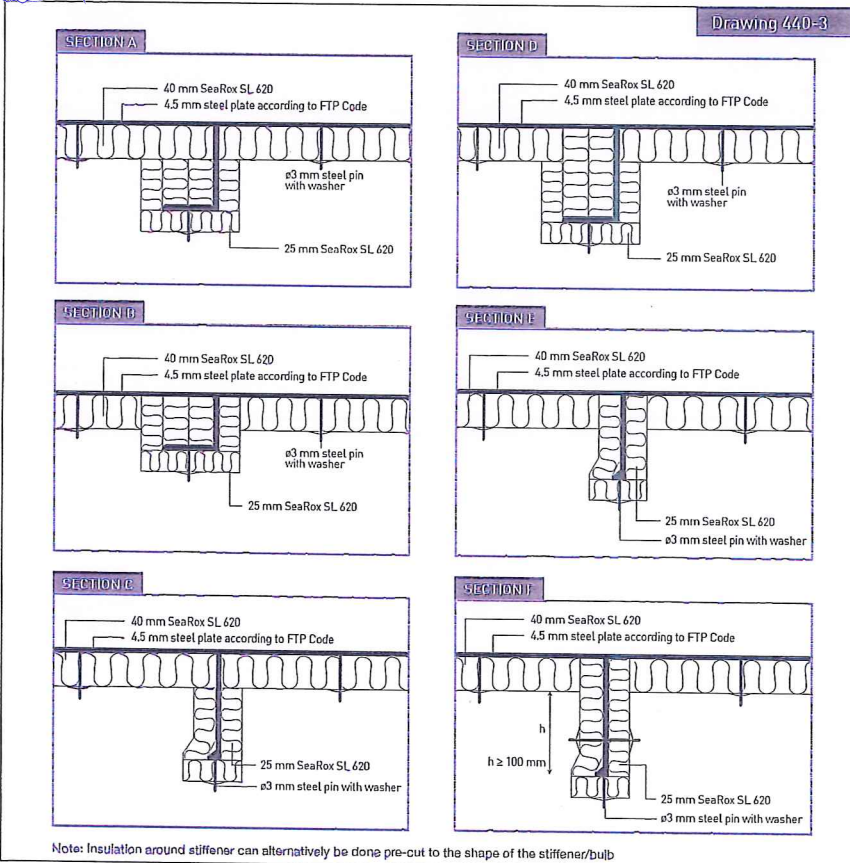 Drawing 440-3
SECTION A
40 mm SeaRox SL 620
4.5 mm steel plate according to FTP Code
ø3 mm steel pin
with washer
25 mm SeaRox SL 620
SECTION D
40 mm SeaRox SL 620
4.5 mm steel plate according to FTP Code
ø3 mm steel pin
with washer
25 mm SeaRox SL 620
SECTION B
40 mm SeaRox SL 620
4.5 mm steel plate according to FTP Code
ø3 mm steel pin
with washer
25 mm SeaRox SL 620
SECTION E
40 mm SeaRox SL 620
4.5 mm steel plate according to FTP Code
25 mm SeaRox SL 620
ø3 mm steel pin with washer
SECTION C
40 mm SeaRox SL 620
4.5 mm steel plate according to FTP Code
25 mm SeaRox SL 620
ø3 mm steel pin with washer
SECTION F
40 mm SeaRox SL 620
4.5 mm steel plate according to FTP Code
h
h ≥ 100 mm
25 mm SeaRox SL 620
ø3 mm steel pin with washer
Note: Insulation around stiffener can alternatively be done pre-cut to the shape of the stiffener/bulb